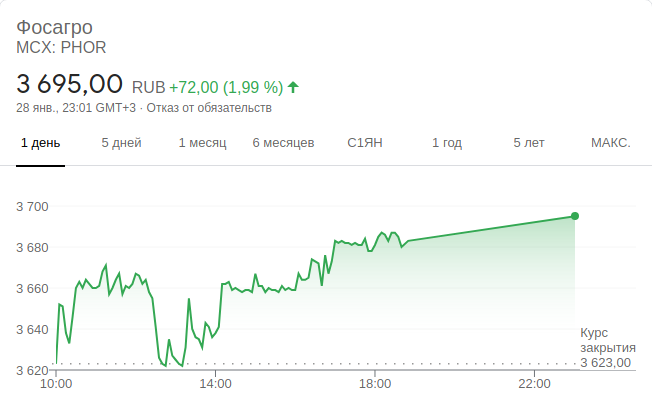 Фосагро
MCX: PHOR
3 695,00 RUB +72,00 (1,99 %)
28 янв., 23:01 GMT+3 · Отказ от обязательств
1 день 5 дней 1 месяц 6 месяцев С1ЯН 1 год 5 лет МАКС.
3 700
3 680
3 660
3 640
3 620
Курс
закрытия
3 623,00
10:00 14:00 18:00 22:00